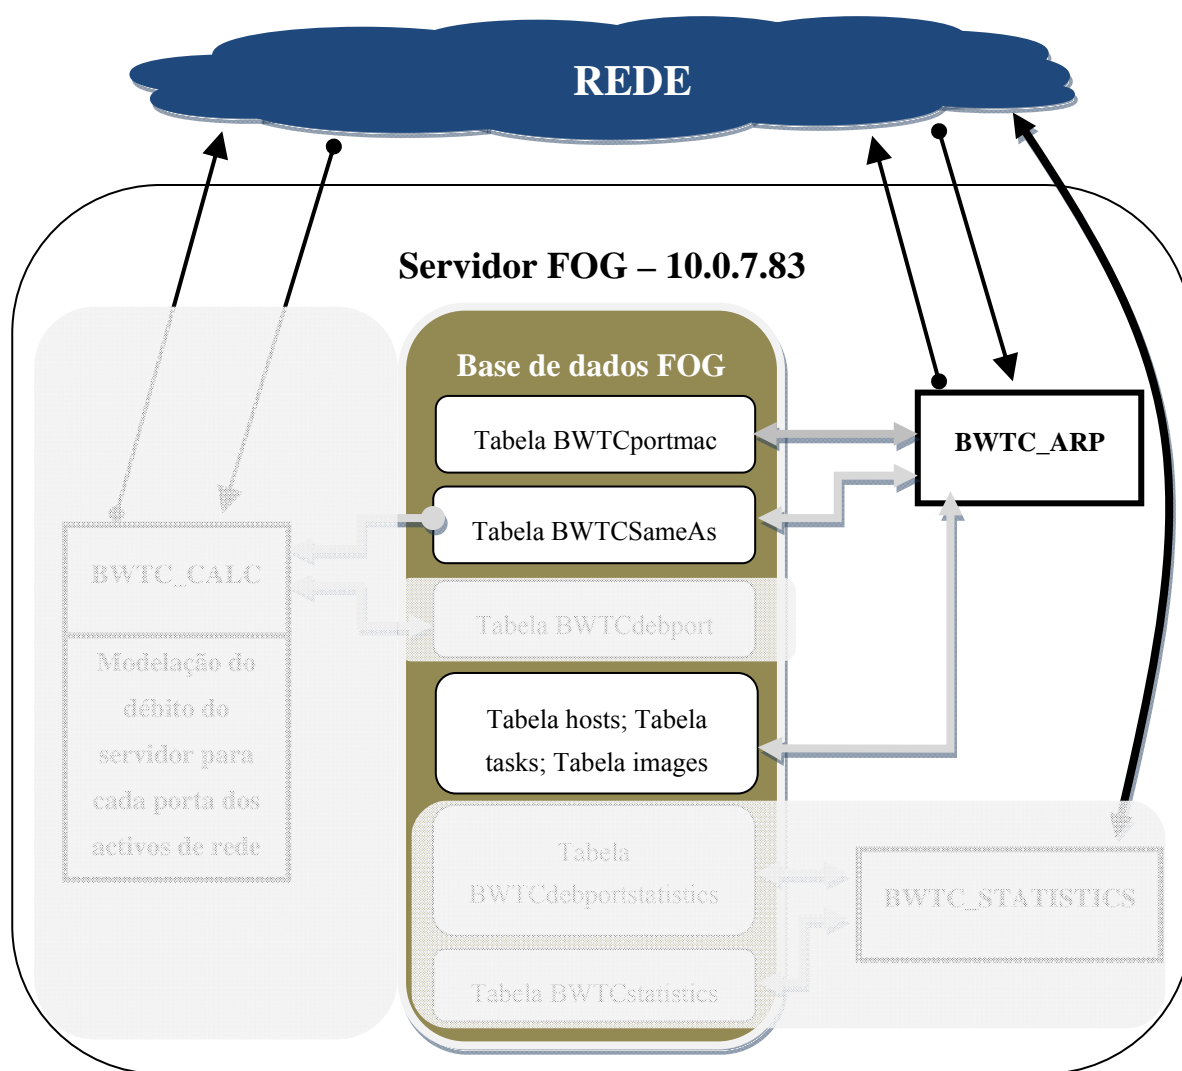 REDE
Servidor FOG – 10.0.7.83
Base de dados FOG
Tabela BWTCportmac
BWTC_ARP
Tabela BWTCSameAs
BWTC_CALC
Tabela BWTCdebport
Modelação do
débito do
servidor para
cada porta dos
activos de rede
Tabela hosts; Tabela
tasks; Tabela images
Tabela
BWTCdebportstatistics
BWTC_STATISTICS
Tabela BWTCstatistics